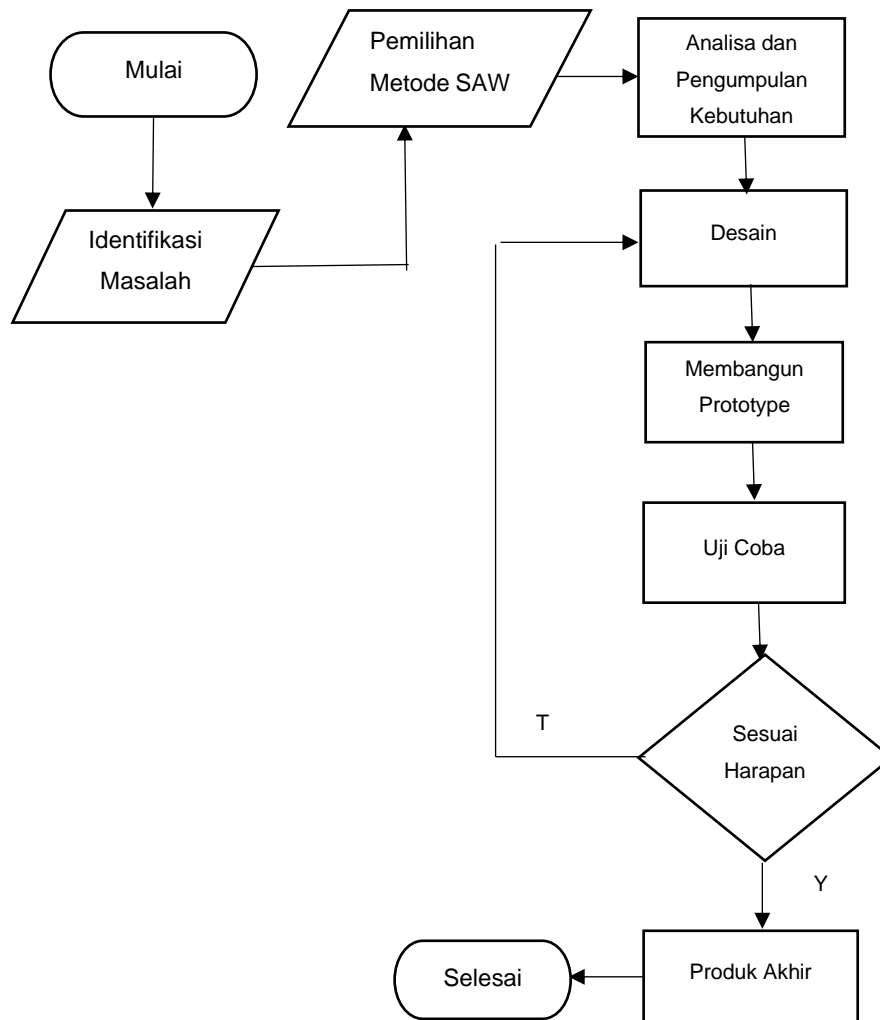 Mulai
Identifikasi
Masalah
Pemilihan
Metode SAW
Analisa dan
Pengumpulan
Kebutuhan
Desain
Membangun
Prototype
Uji Coba
Sesuai
Harapan
T
Y
Produk Akhir
Selesai